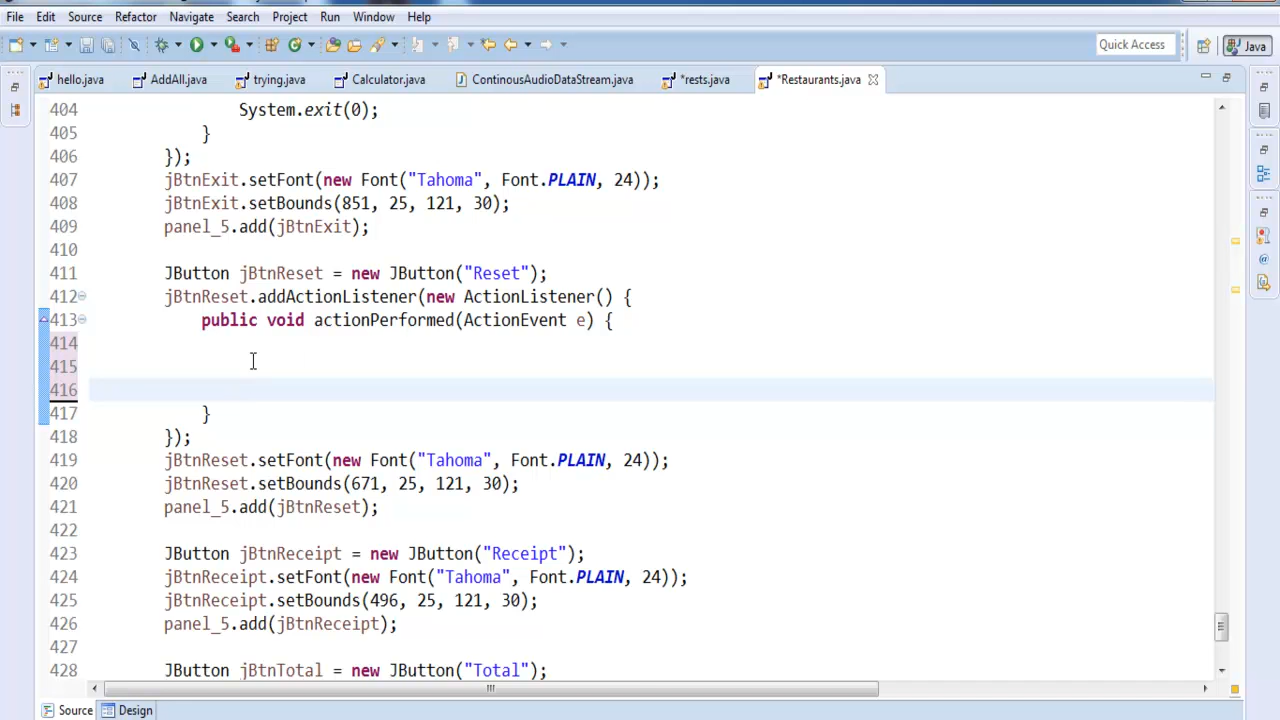 File Edit Source Refactor Navigate Search Project Run Window Help
Quick Access Java
hello.java AddAll.java trying.java Calculator.java ContinousAudioDataStream.java *rests.java *Restaurants.java
404 System.exit(0);
405 }
406 });
407 jBtnExit.setFont(new Font("Tahoma", Font.PLAIN, 24));
408 jBtnExit.setBounds(851, 25, 121, 30);
409 panel_5.add(jBtnExit);
410
411 JButton jBtnReset = new JButton("Reset");
412 jBtnReset.addActionListener(new ActionListener() {
413 public void actionPerformed(ActionEvent e) {
414
415
416
417 }
418 });
419 jBtnReset.setFont(new Font("Tahoma", Font.PLAIN, 24));
420 jBtnReset.setBounds(671, 25, 121, 30);
421 panel_5.add(jBtnReset);
422
423 JButton jBtnReceipt = new JButton("Receipt");
424 jBtnReceipt.setFont(new Font("Tahoma", Font.PLAIN, 24));
425 jBtnReceipt.setBounds(496, 25, 121, 30);
426 panel_5.add(jBtnReceipt);
427
428 JButton jBtnTotal = new JButton("Total");
Source Design